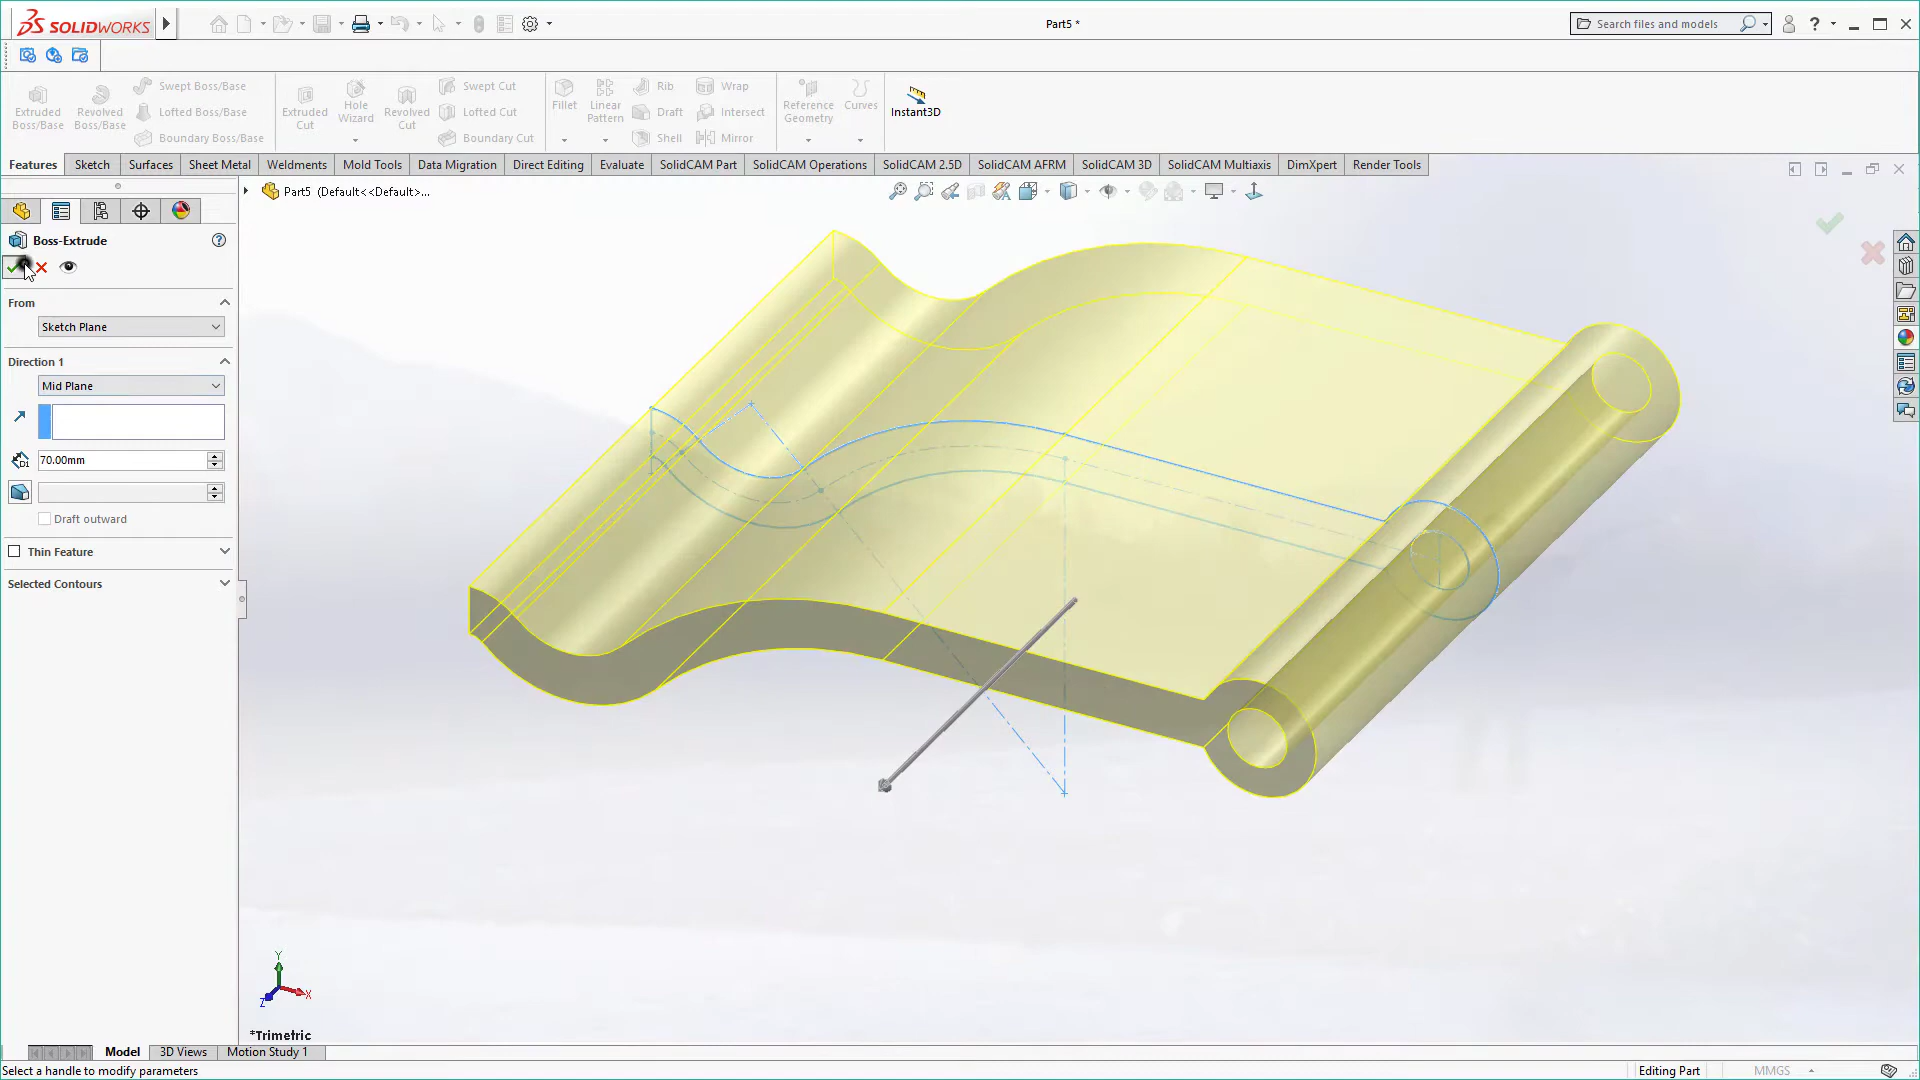 SOLIDWORKS
Part5 *
Search files and models
?
Extruded Boss/Base
Revolved Boss/Base
Swept Boss/Base
Lofted Boss/Base
Boundary Boss/Base
Extruded Cut
Hole Wizard
Revolved Cut
Swept Cut
Lofted Cut
Boundary Cut
Fillet
Linear Pattern
Rib
Draft
Shell
Wrap
Intersect
Mirror
Reference Geometry
Curves
Instant3D
Features
Sketch
Surfaces
Sheet Metal
Weldments
Mold Tools
Data Migration
Direct Editing
Evaluate
SolidCAM Part
SolidCAM Operations
SolidCAM 2.5D
SolidCAM AFRM
SolidCAM 3D
SolidCAM Multiaxis
DimXpert
Render Tools
Part5 (Default<<Default>...
Boss-Extrude
?
From
Sketch Plane
Direction 1
Mid Plane
D1
70.00mm
Draft outward
Thin Feature
Selected Contours
Y
X
Z
*Trimetric
Model
3D Views
Motion Study 1
Select a handle to modify parameters
Editing Part
MMGS